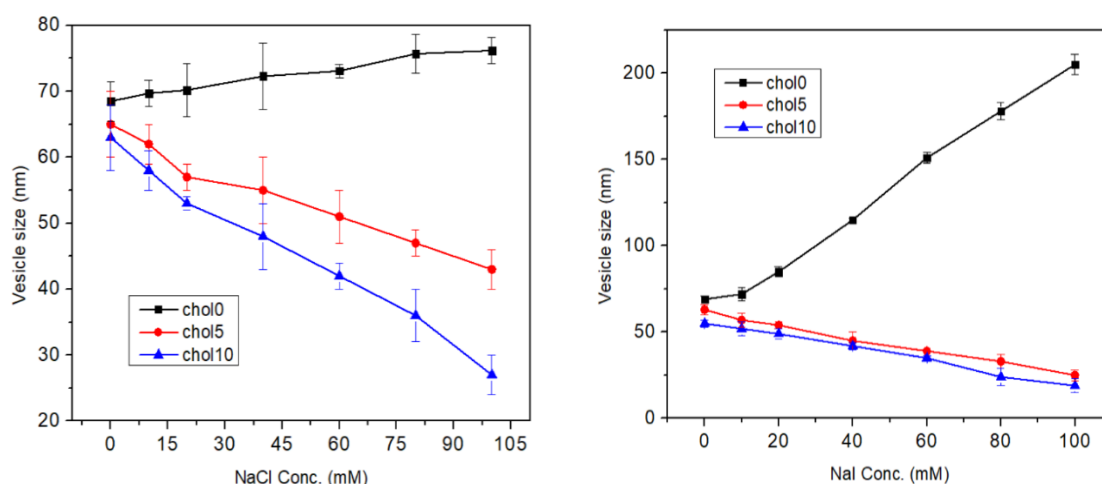 80
70
60
50
40
30
20
Vesicle size (nm)
chol0
chol5
chol10
0 15 30 45 60 75 90 105
NaCl Conc. (mM)
200
150
100
50
0
Vesicle size (nm)
chol0
chol5
chol10
0 20 40 60 80 100
NaI Conc. (mM)